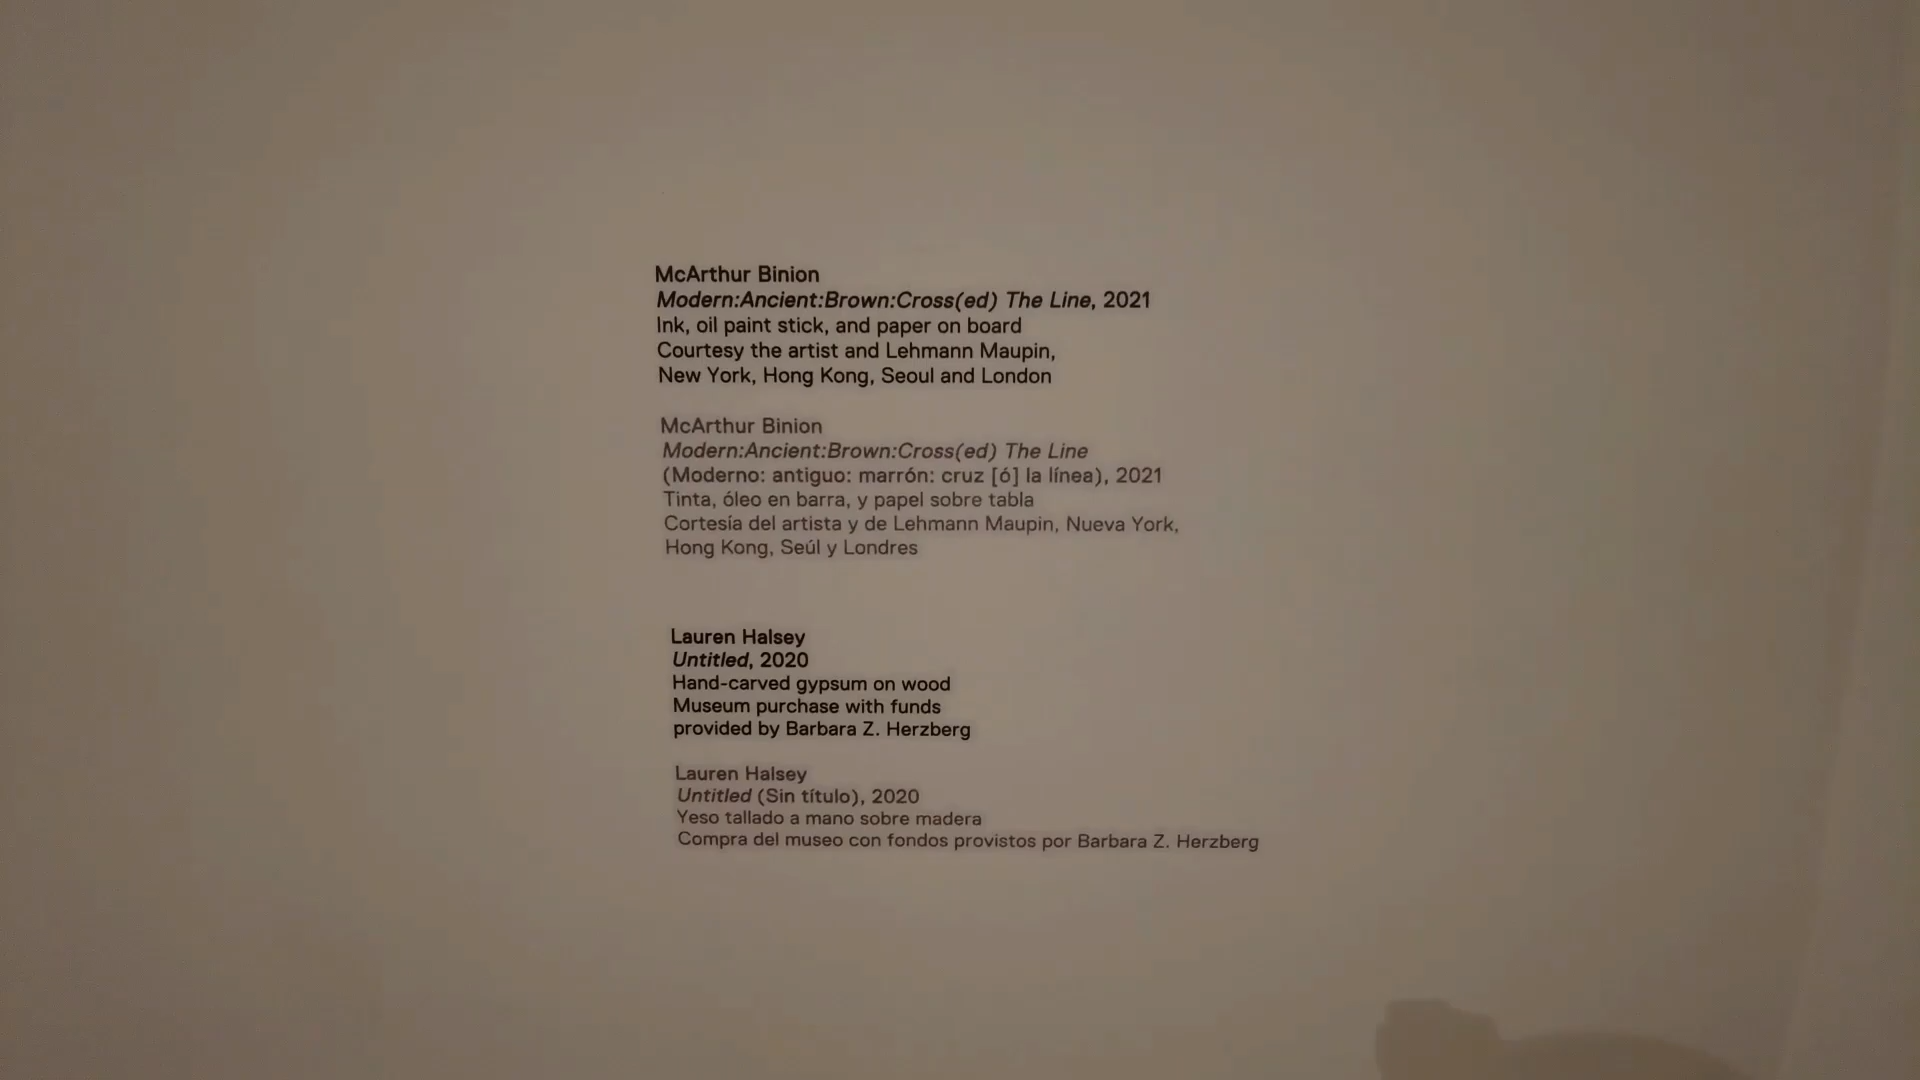 McArthur Binion
Modern:Ancient:Brown:Cross(ed) The Line, 2021
Ink, oil paint stick, and paper on board
Courtesy the artist and Lehmann Maupin,
New York, Hong Kong, Seoul and London
McArthur Binion
Modern:Ancient:Brown:Cross(ed) The Line
(Moderno: antiguo: marrón: cruz [ó] la línea), 2021
Tinta, óleo en barra, y papel sobre tabla
Cortesía del artista y de Lehmann Maupin, Nueva York,
Hong Kong, Seúl y Londres
Lauren Halsey
Untitled, 2020
Hand-carved gypsum on wood
Museum purchase with funds
provided by Barbara Z. Herzberg
Lauren Halsey
Untitled (Sin título), 2020
Yeso tallado a mano sobre madera
Compra del museo con fondos provistos por Barbara Z. Herzberg